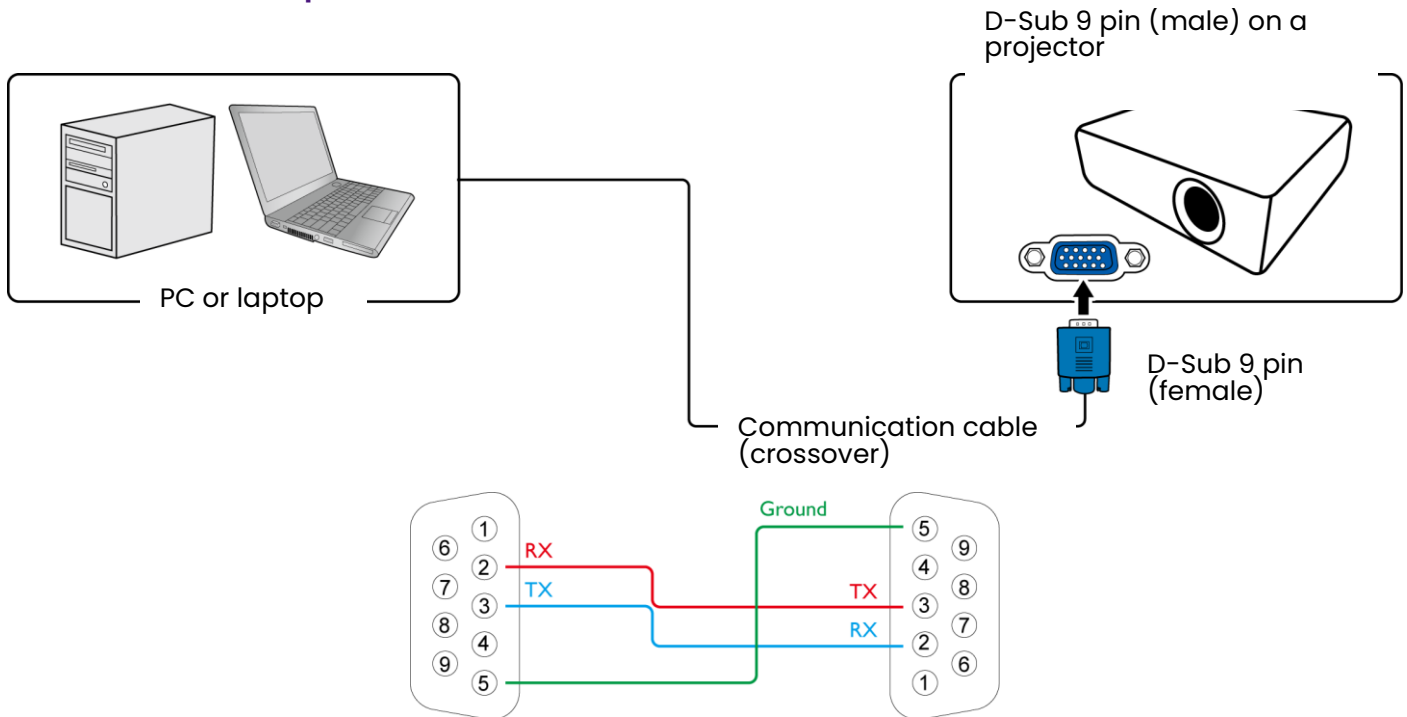 D-Sub 9 pin (male) on a
projector
PC or laptop
D-Sub 9 pin
(female)
Communication cable
(crossover)
Ground
1
6
RX
2
7
TX
3
8
4
9
5
5
9
4
8
TX
3
7
RX
2
6
1